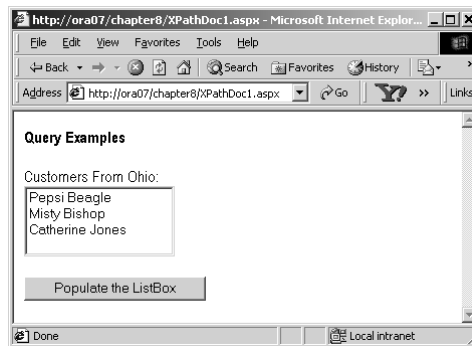 http://ora07/chapter8/XPathDoc1.aspx - Microsoft Internet Explor...
File Edit View Favorites Tools Help
Back Search Favorites History
Address http://ora07/chapter8/XPathDoc1.aspx Go Y! Links
Query Examples
Customers From Ohio:
Pepsi Beagle
Misty Bishop
Catherine Jones
Populate the ListBox
Done Local intranet